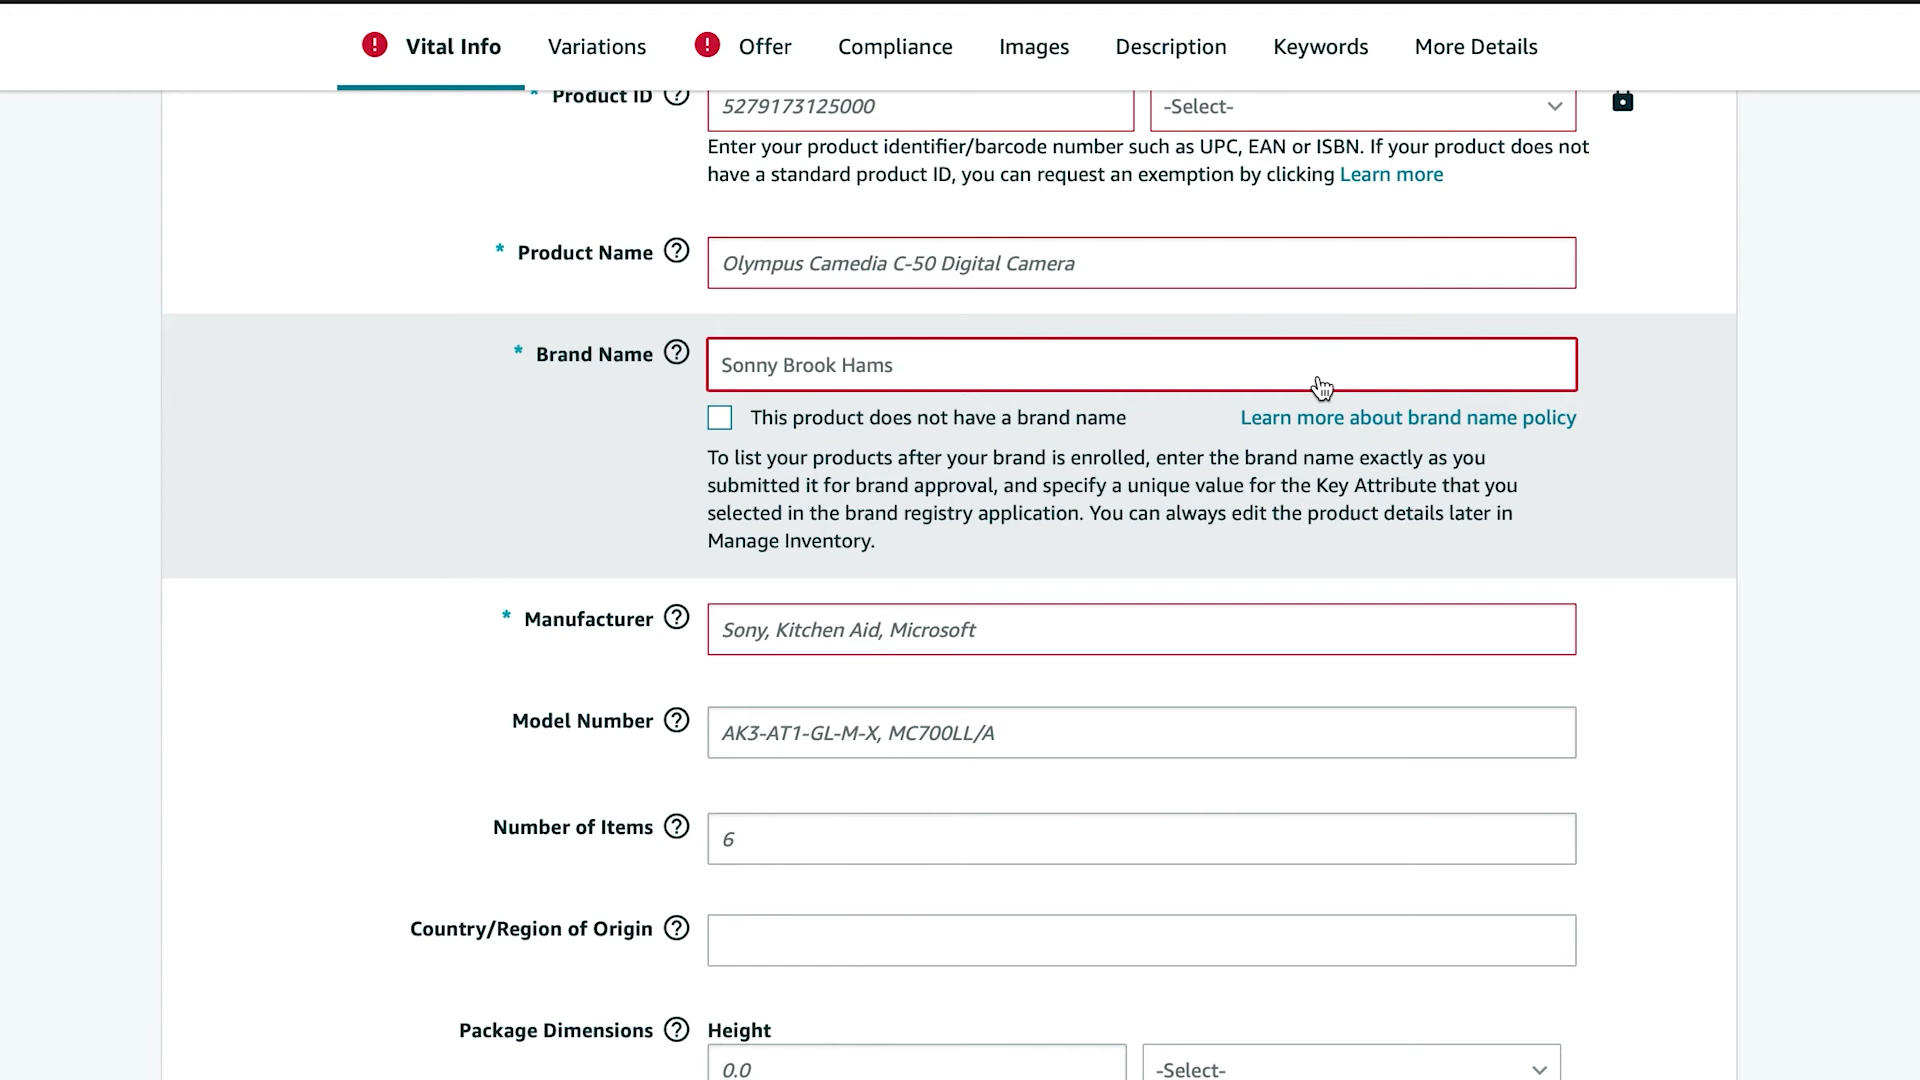 ! Vital Info Variations ! Offer Compliance Images Description Keywords More Details
* Product ID ? 5279173125000 -Select-
Enter your product identifier/barcode number such as UPC, EAN or ISBN. If your product does not
have a standard product ID, you can request an exemption by clicking Learn more
* Product Name ? Olympus Camedia C-50 Digital Camera
* Brand Name ? Sonny Brook Hams
This product does not have a brand name Learn more about brand name policy
To list your products after your brand is enrolled, enter the brand name exactly as you
submitted it for brand approval, and specify a unique value for the Key Attribute that you
selected in the brand registry application. You can always edit the product details later in
Manage Inventory.
* Manufacturer ? Sony, Kitchen Aid, Microsoft
Model Number ? AK3-AT1-GL-M-X, MC700LL/A
Number of Items ? 6
Country/Region of Origin ?
Package Dimensions ? Height
0.0 -Select-